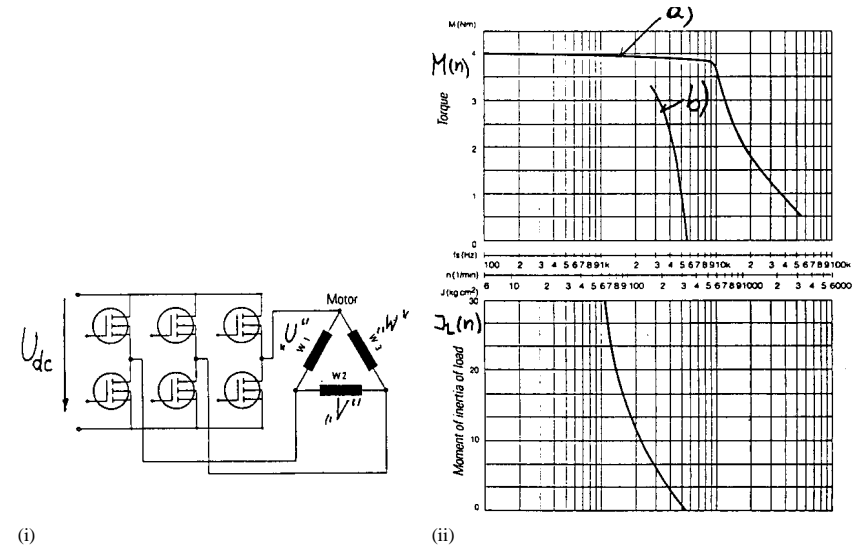 Motor
"U"
W1
"W"
W3
W2
"V"
Udc
(i)
M (Nm)
a)
M(n)
Torque
b)
4
3
2
1
0
fs (Hz)
100 2 3 4 5 6 7 8 9 1k 2 3 4 5 6 7 8 9 10k 2 3 4 5 6 7 8 9 100k
n (1/min)
6 10 2 3 4 5 6 7 8 9 100 2 3 4 5 6 7 8 9 1000 2 3 4 5 6000
J (kg cm²)
JL(n)
Moment of inertia of load
30
20
10
0
(ii)